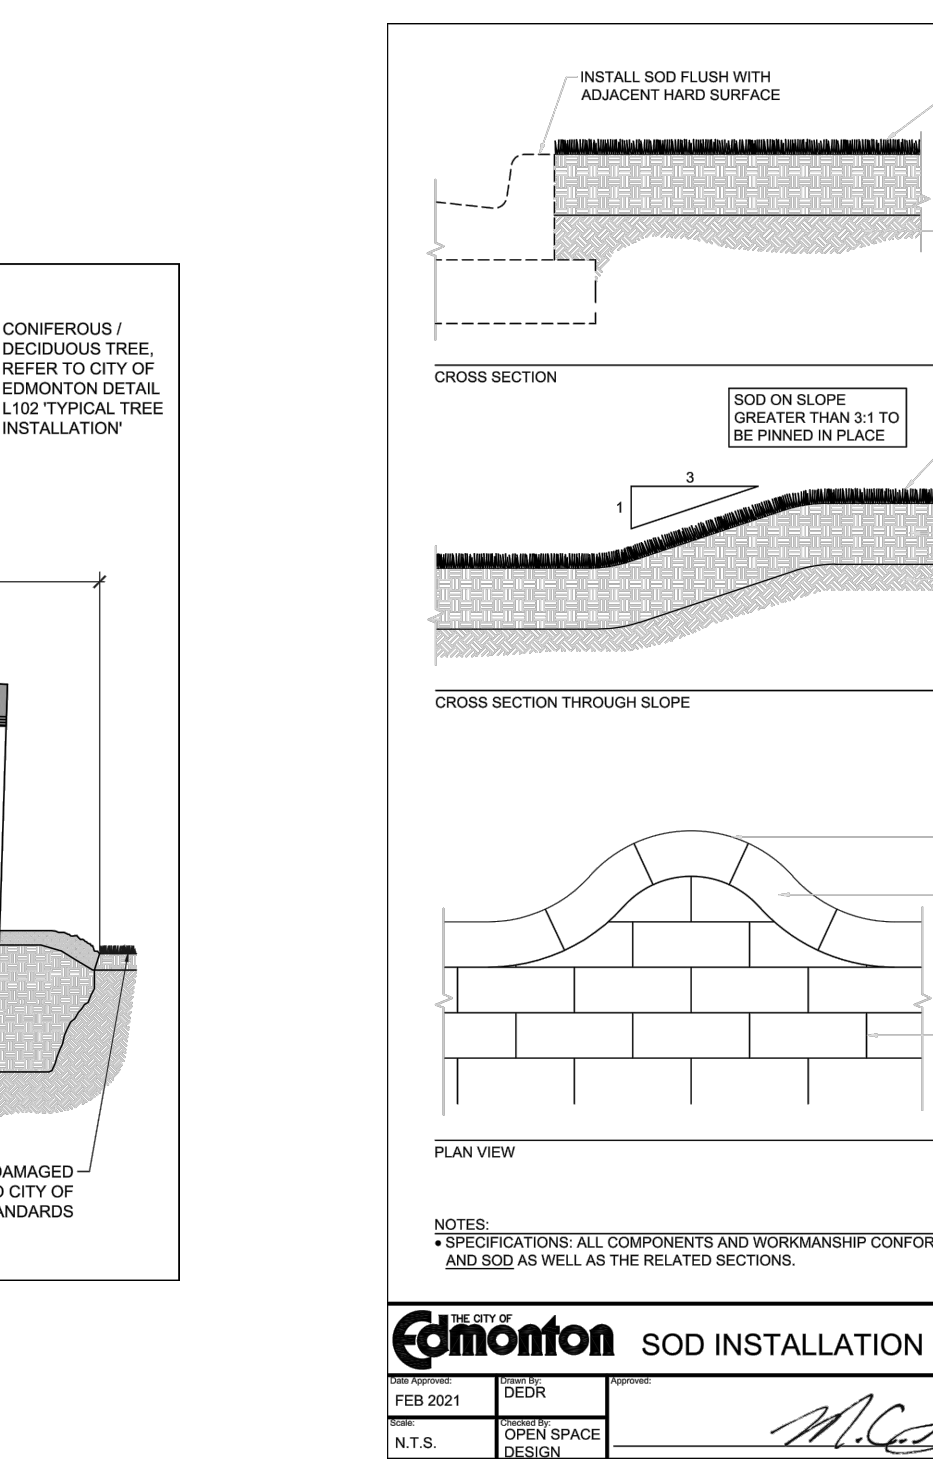 CONIFEROUS /
DECIDUOUS TREE,
REFER TO CITY OF
EDMONTON DETAIL
L102 'TYPICAL TREE
INSTALLATION'
DAMAGED
CITY OF
INSTALL SOD FLUSH WITH
ADJACENT HARD SURFACE
CROSS SECTION
SOD ON SLOPE
GREATER THAN 3:1 TO
BE PINNED IN PLACE
3
1
CROSS SECTION THROUGH SLOPE
PLAN VIEW
NOTES:
• SPECIFICATIONS: ALL COMPONENTS AND WORKMANSHIP CONFOR
AND SOD AS WELL AS THE RELATED SECTIONS.
THE CITY OF
Edmonton
SOD INSTALLATION
Date Approved:
FEB 2021
Drawn By:
DEDR
Approved:
Scale:
N.T.S.
Checked By:
OPEN SPACE
DESIGN